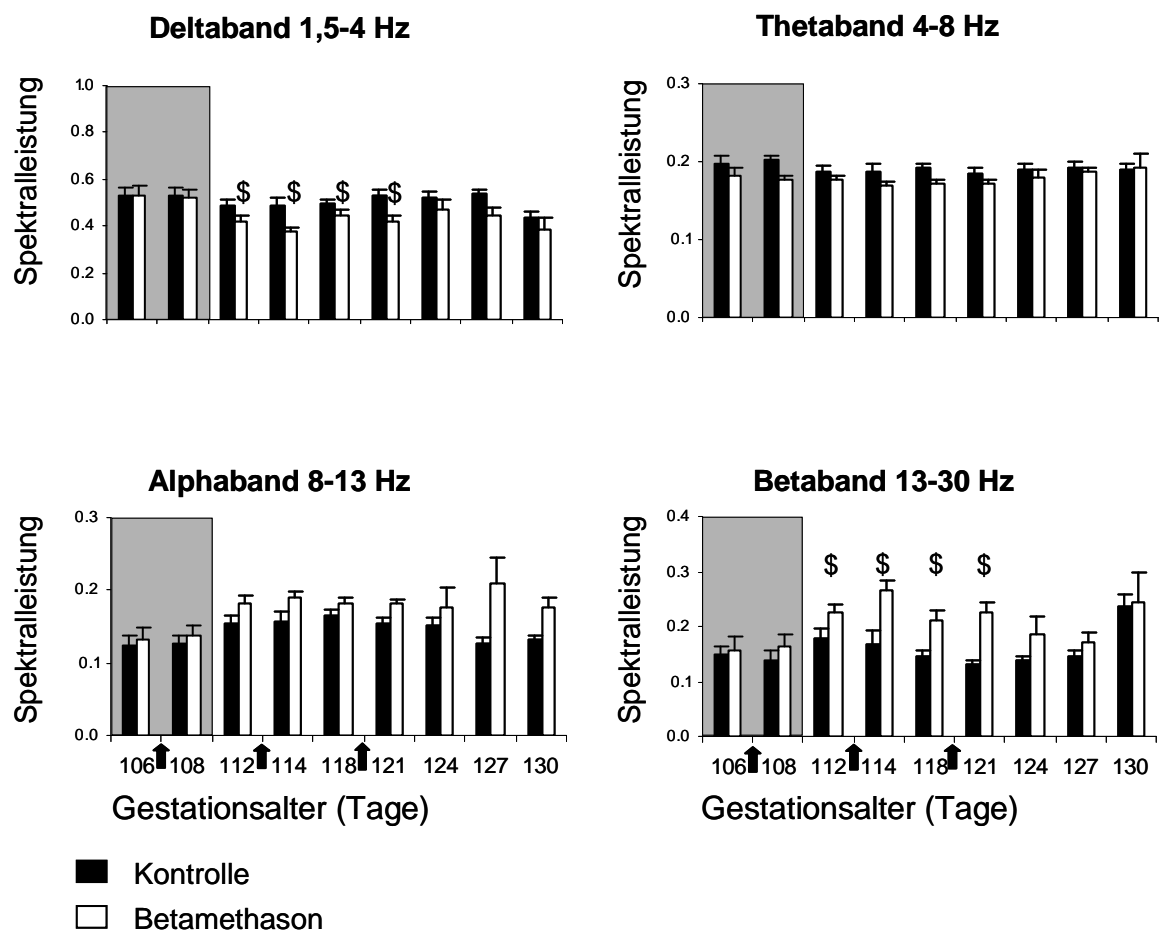 Deltaband 1,5-4 Hz
Spektralleistung
1.0
0.8
0.6
0.4
0.2
0.0
$ $ $ $
Thetaband 4-8 Hz
Spektralleistung
0.3
0.2
0.1
0.0
Alphaband 8-13 Hz
Spektralleistung
0.3
0.2
0.1
0.0
106 108 112 114 118 121 124 127 130
Gestationsalter (Tage)
Betaband 13-30 Hz
Spektralleistung
0.4
0.3
0.2
0.1
0.0
$ $ $ $
106 108 112 114 118 121 124 127 130
Gestationsalter (Tage)
Kontrolle
Betamethason